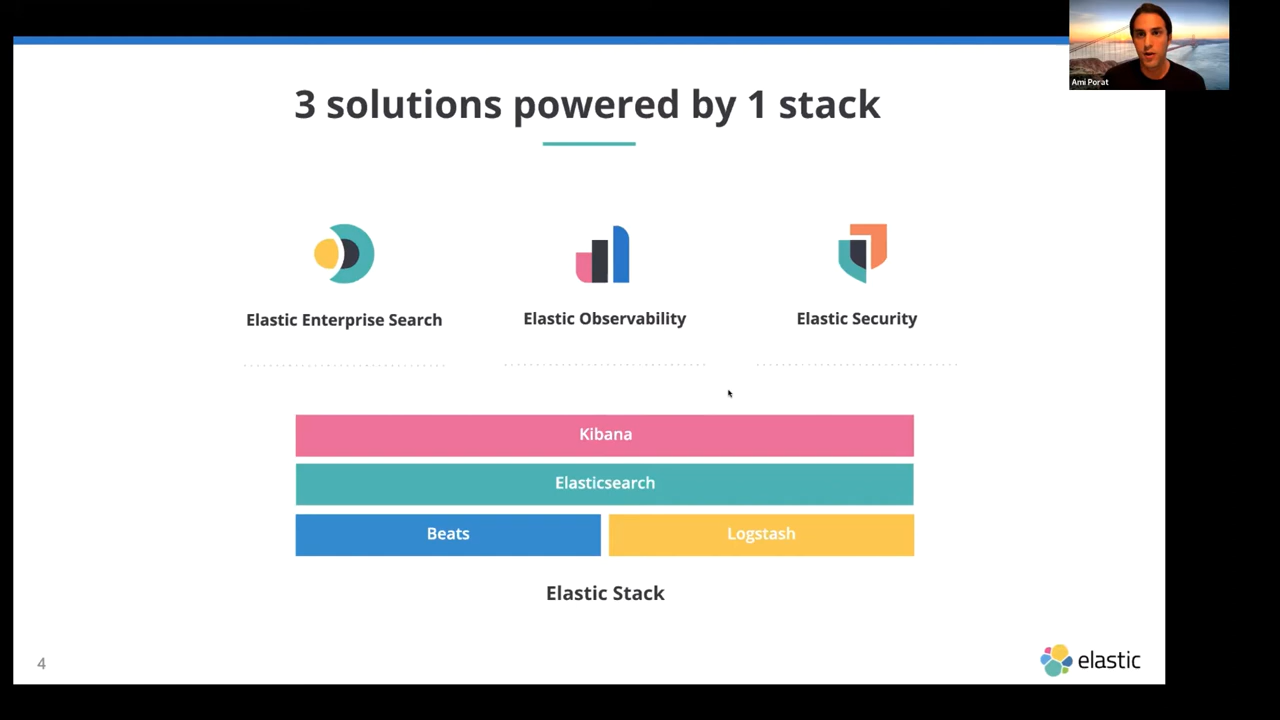 Ami Porat
3 solutions powered by 1 stack
Elastic Enterprise Search
Elastic Observability
Elastic Security
Kibana
Elasticsearch
Beats
Logstash
Elastic Stack
4
elastic